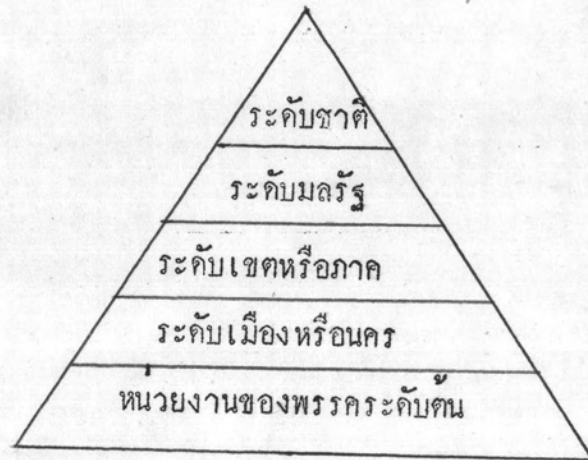 ระดับชาติ
ระดับมลรัฐ
ระดับเขตหรือภาค
ระดับเมืองหรือนคร
หน่วยงานของพรรคระดับต้น